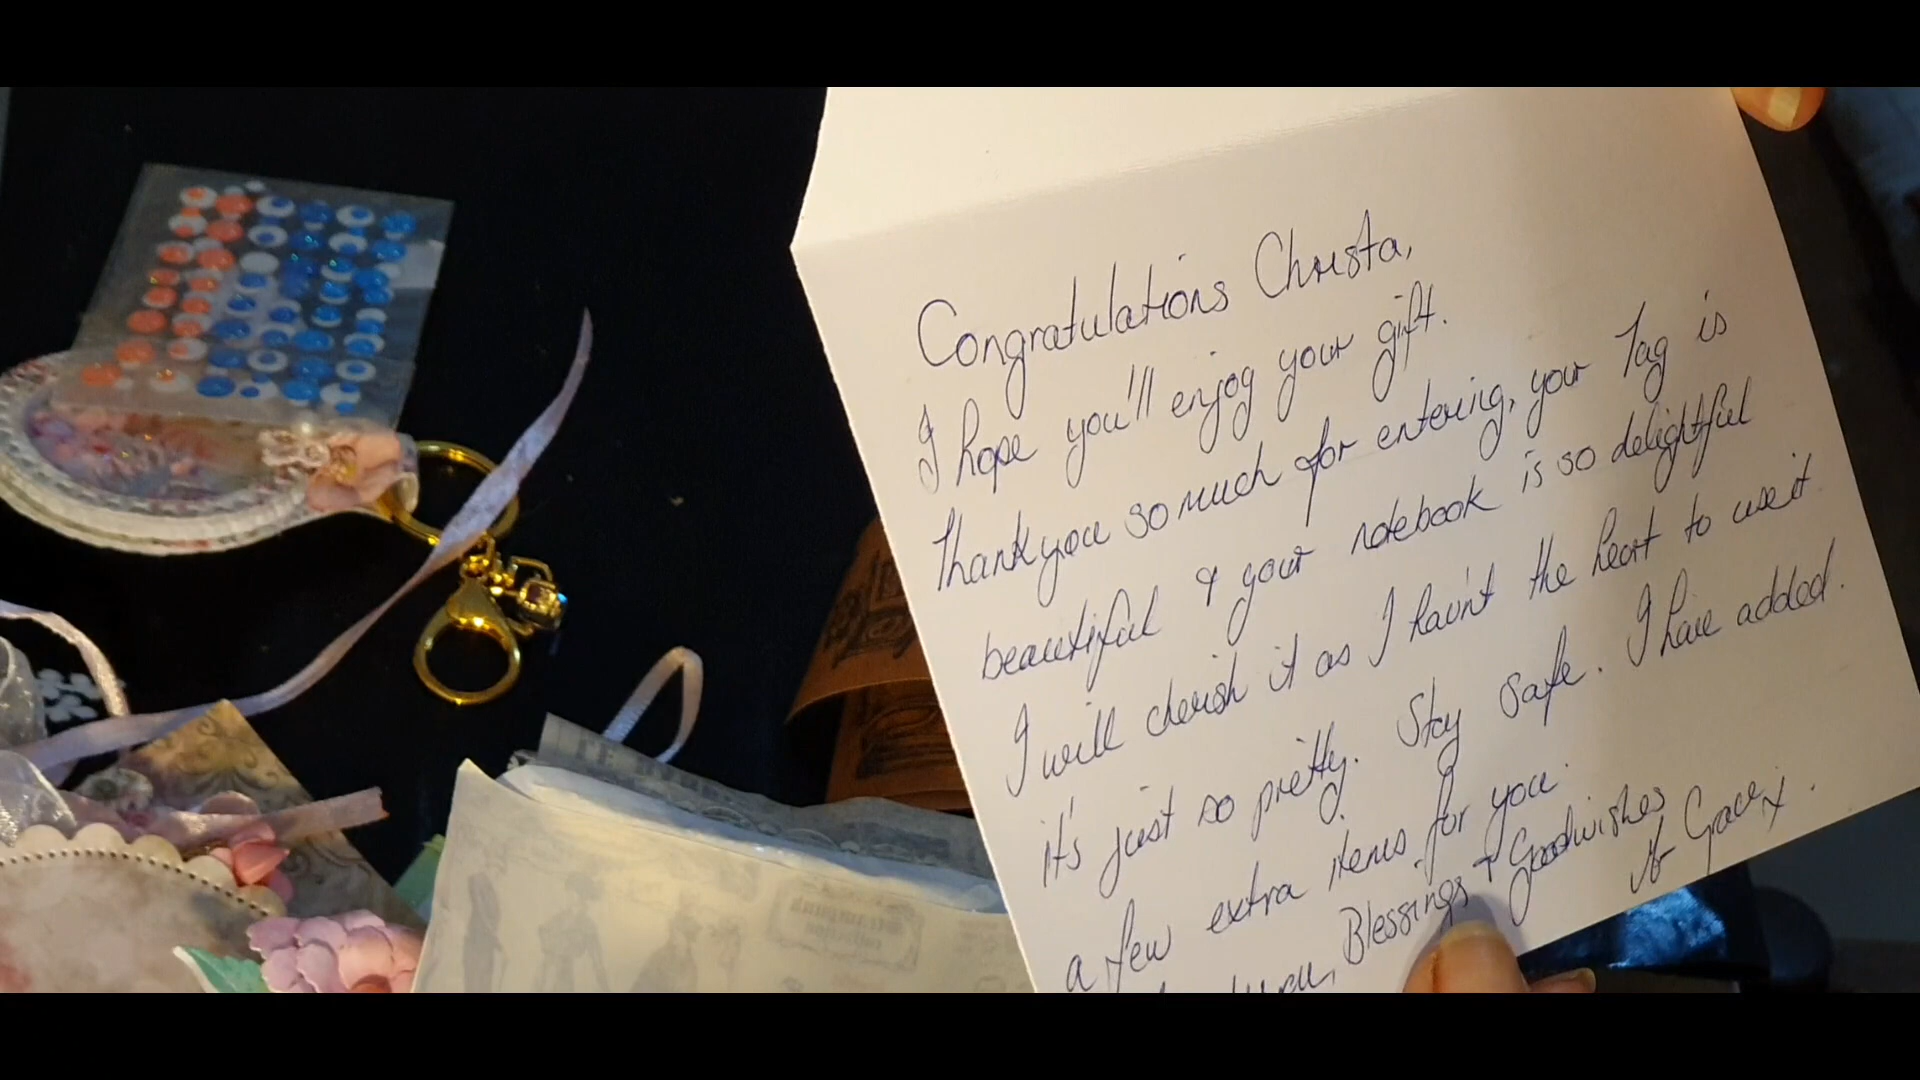 Congratulations Christa,
I hope you'll enjoy your gift.
Thank you so much for entering, your Tag is
beautiful & your notebook is so delightful
I will cherish it as I hav'nt the heart to use it
it's just so pretty. Stay safe. I have added.
a few extra items for you.
Blessings + Goodwishes
Grace x.